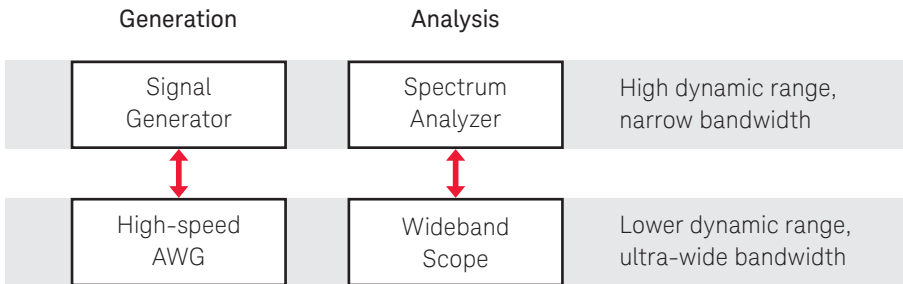 Generation
Analysis
Signal
Generator
Spectrum
Analyzer
High dynamic range,
narrow bandwidth
High-speed
AWG
Wideband
Scope
Lower dynamic range,
ultra-wide bandwidth